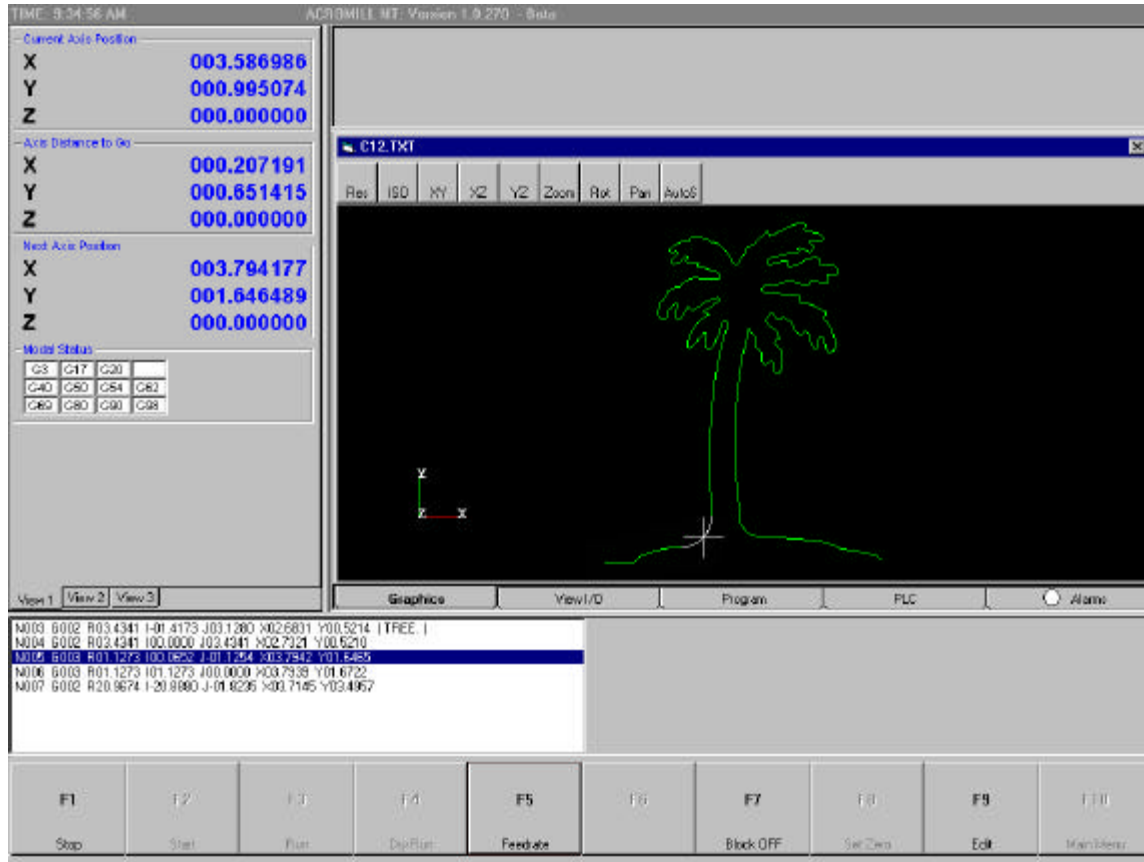 TIME: 9:34:56 AM ACROMILL NT: Version 1.0.270 - Beta
Current Axis Position
X 003.586986
Y 000.995074
Z 000.000000
Axis Distance to Go
X 000.207191
Y 000.651415
Z 000.000000
Next Axis Position
X 003.794177
Y 001.646489
Z 000.000000
Modal Status
G3 G17 G20
G40 G50 G54 G62
G69 G80 G90 G98
View 1 View 2 View 3
C12.TXT
Res ISO XY XZ YZ Zoom Rot Pan AutoS
Y
Z X
Graphics View I/O Program PLC Alarms
N003 G002 R03.4341 I-01.4173 J03.1280 X02.6831 Y00.5214 (TREE. )
N004 G002 R03.4341 I00.0000 J03.4341 X02.7321 Y00.5210
N005 G003 R01.1273 I00.0652 J-01.1254 X03.7942 Y01.6465
N006 G003 R01.1273 I01.1273 J00.0000 X03.7939 Y01.6722
N007 G002 R20.9674 I-20.8880 J-01.8235 X03.7145 Y03.4957
F1 F2 F3 F4 F5 F6 F7 F8 F9 F10
Stop Start Run Dry Run Feedrate Block OFF Set Zero Edit Main Menu